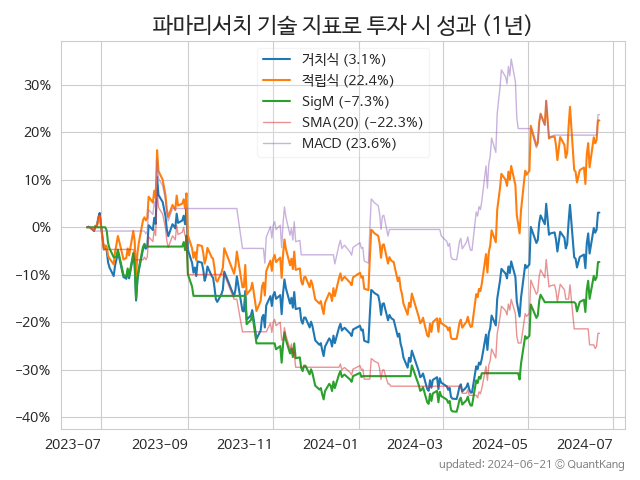 파마리서치 기술 지표로 투자 시 성과 (1년)
거치식 (3.1%)
적립식 (22.4%)
SigM (−7.3%)
SMA(20) (−22.3%)
MACD (23.6%)
30%
20%
10%
0%
−10%
−20%
−30%
−40%
2023-07 2023-09 2023-11 2024-01 2024-03 2024-05 2024-07
updated: 2024-06-21 ⓒ QuantKang